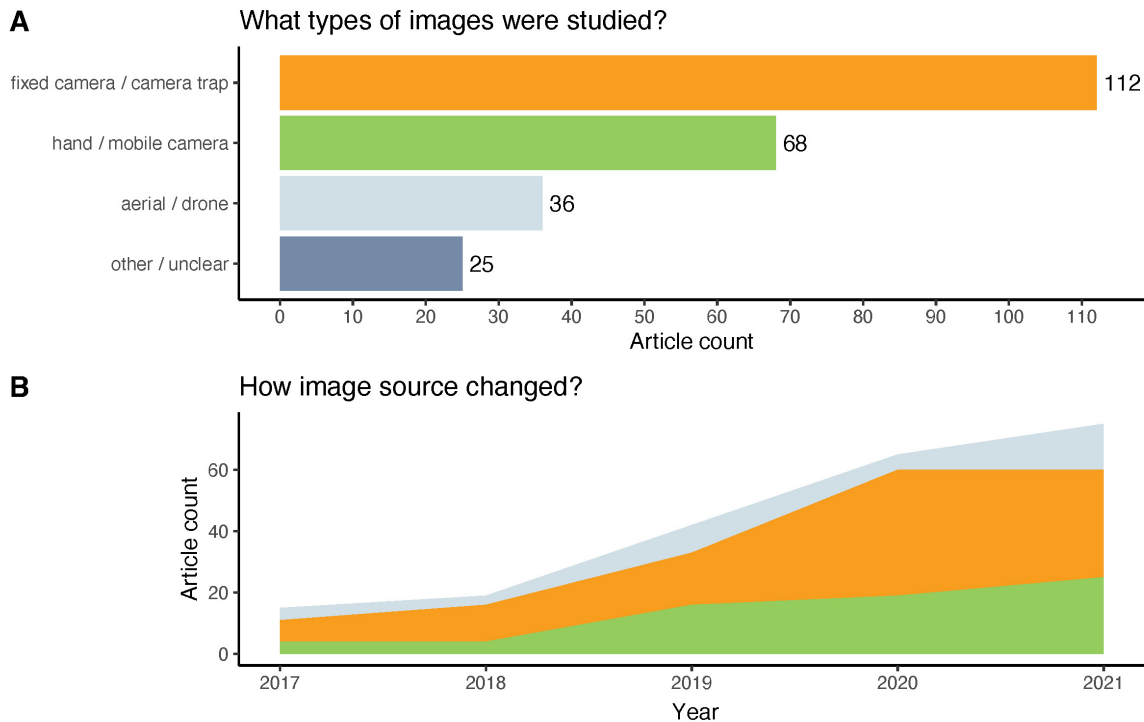 A
What types of images were studied?
fixed camera / camera trap
112
hand / mobile camera
68
aerial / drone
36
other / unclear
25
0 10 20 30 40 50 60 70 80 90 100 110
Article count
B
How image source changed?
Article count
60
40
20
0
2017 2018 2019 2020 2021
Year